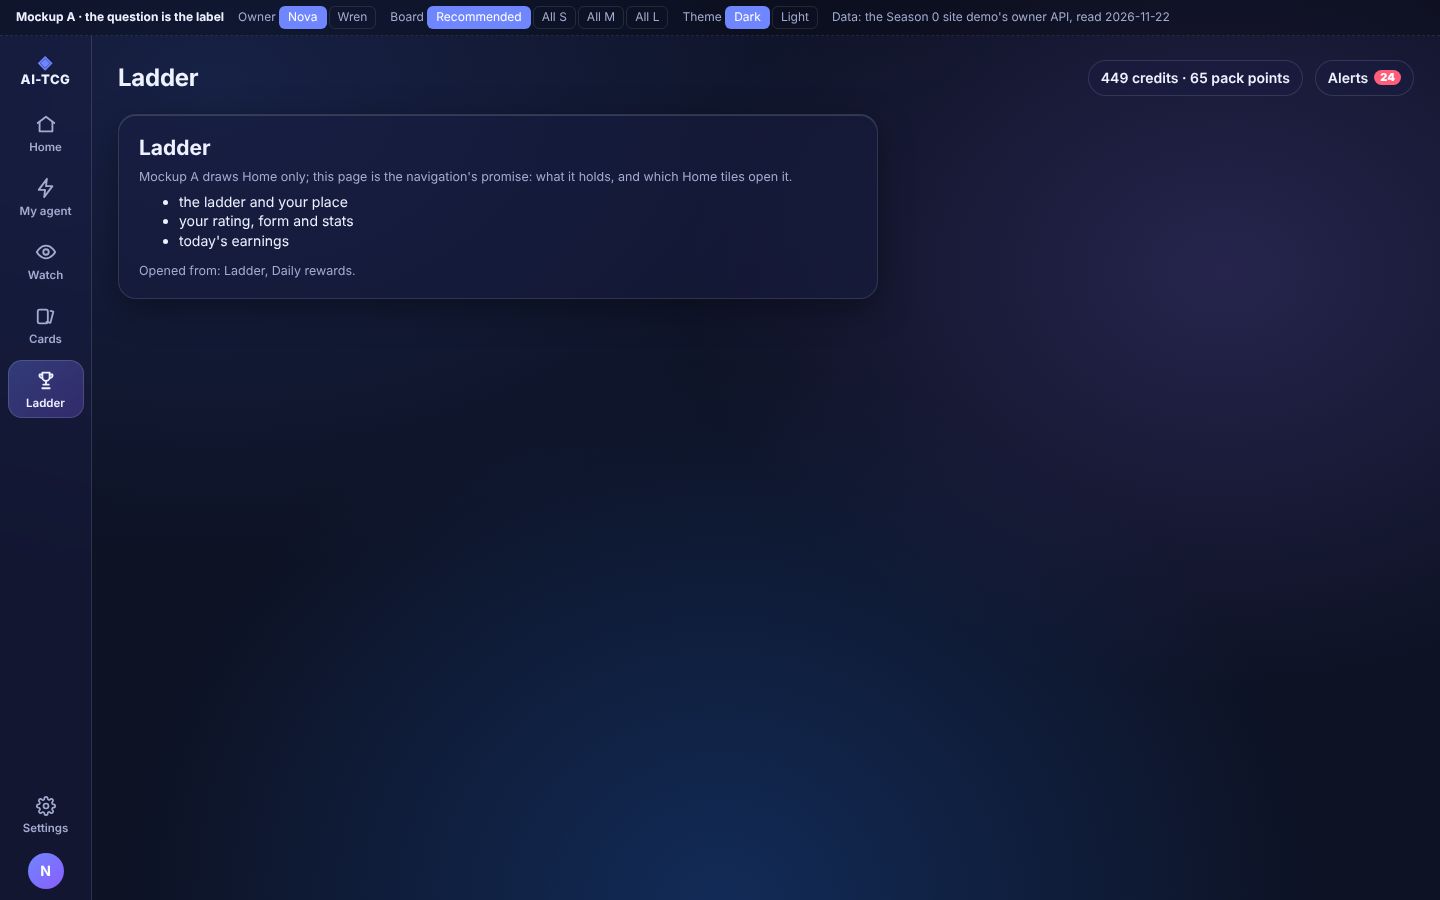 Mockup A · the question is the label Owner Nova Wren Board Recommended All S All M All L Theme Dark Light Data: the Season 0 site demo's owner API, read 2026-11-22
AI-TCG
Home
My agent
Watch
Cards
Ladder
Settings
N
Ladder
449 credits · 65 pack points
Alerts 24
Ladder
Mockup A draws Home only; this page is the navigation's promise: what it holds, and which Home tiles open it.
• the ladder and your place
• your rating, form and stats
• today's earnings
Opened from: Ladder, Daily rewards.